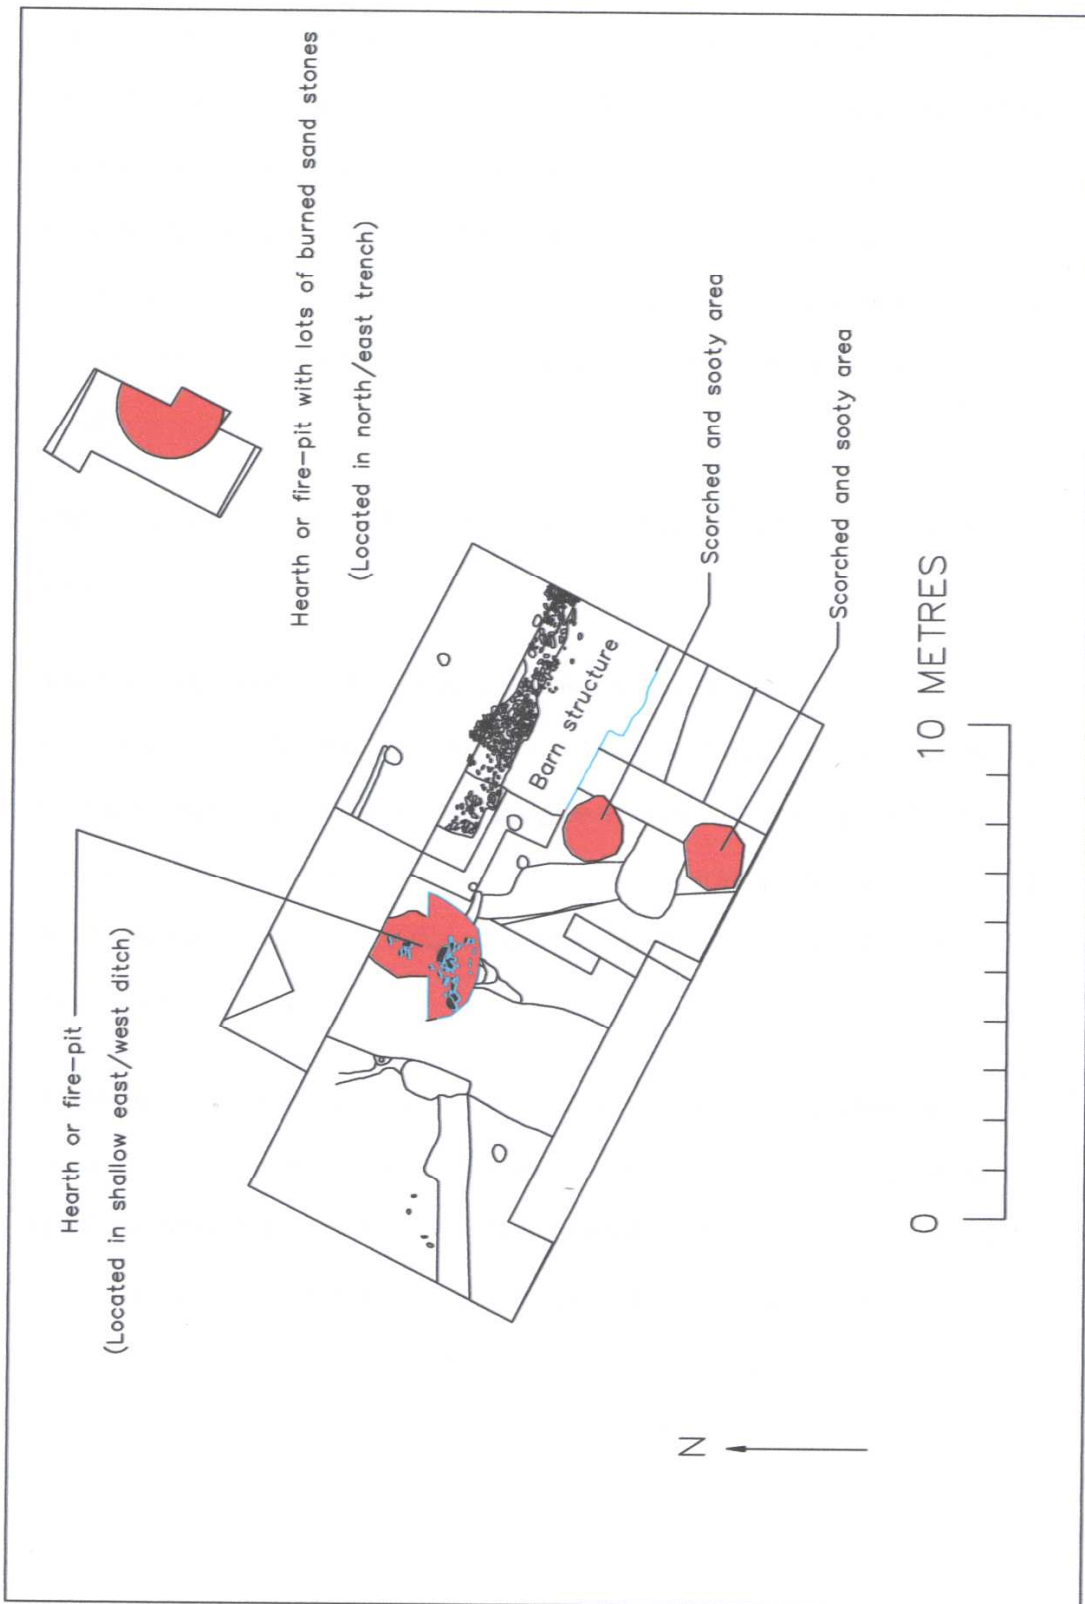 Hearth or fire-pit
(Located in shallow east/west ditch)
Hearth or fire-pit with lots of burned sand stones
(Located in north/east trench)
Barn structure
Scorched and sooty area
Scorched and sooty area
N
0
10 METRES